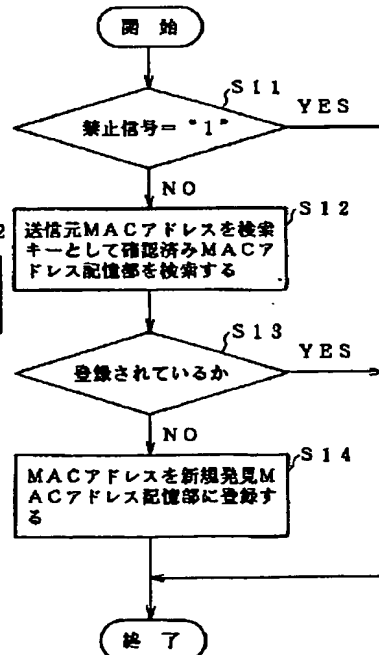 開始
S11
禁止信号="1"
YES
NO
S12
2
送信元MACアドレスを検索
キーとして確認済みMACア
ドレス記憶部を検索する
S13
登録されているか
YES
NO
S14
MACアドレスを新規発見M
ACアドレス記憶部に登録す
る
終了